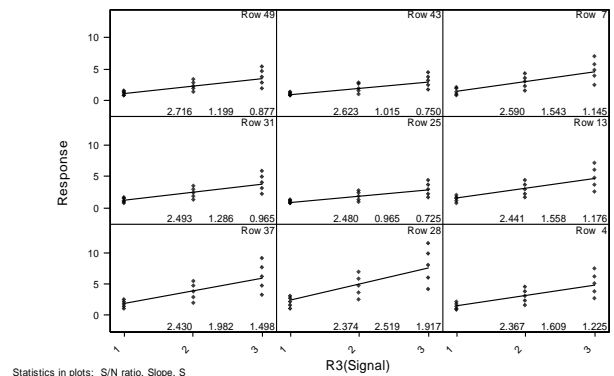 Row 49 Row 43 Row 7
10
5
0
2.716 1.199 0.877 2.623 1.015 0.750 2.590 1.543 1.145
Row 31 Row 25 Row 13
10
5
0
Response
2.493 1.286 0.965 2.480 0.965 0.725 2.441 1.558 1.176
Row 37 Row 28 Row 4
10
5
0
2.430 1.982 1.498 2.374 2.519 1.917 2.367 1.609 1.225
1 2 3 1 2 3 1 2 3
R3(Signal)
Statistics in plots: S/N ratio, Slope, S